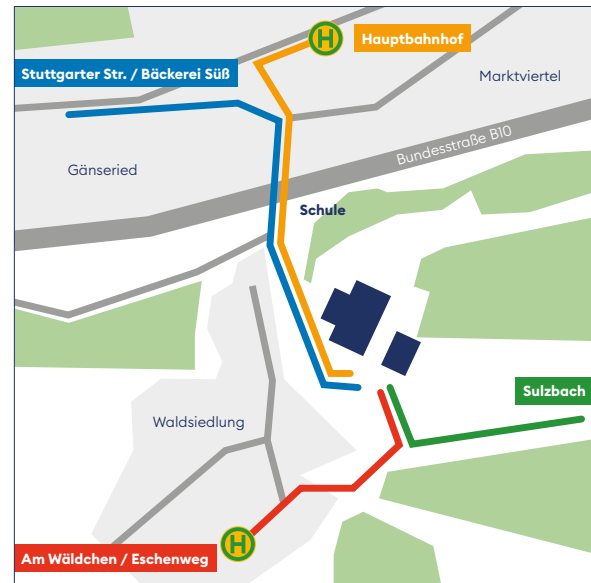 H
Hauptbahnhof
Stuttgarter Str. / Bäckerei Süß
Marktviertel
Bundesstraße B10
Gänseried
Schule
Sulzbach
Waldsiedlung
H
Am Wäldchen / Eschenweg